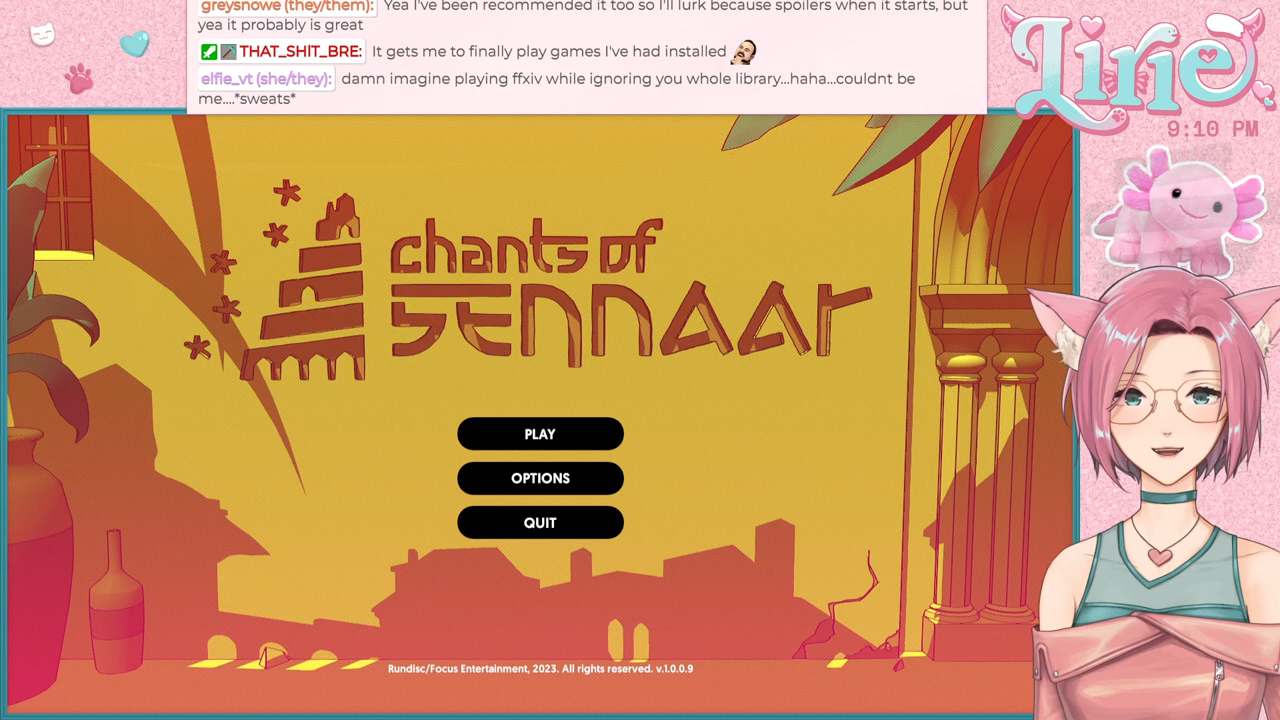 greysnowe (they/them): Yea I've been recommended it too so I'll lurk because spoilers when it starts, but
yea it probably is great
THAT_SHIT_BRE: It gets me to finally play games I've had installed
elfie_vt (she/they): damn imagine playing ffxiv while ignoring you whole library...haha...couldnt be
me....*sweats*
Lirie
9:10 PM
chants of
SENNAAR
PLAY
OPTIONS
QUIT
Rundisc/Focus Entertainment, 2023. All rights reserved. v.1.0.0.9